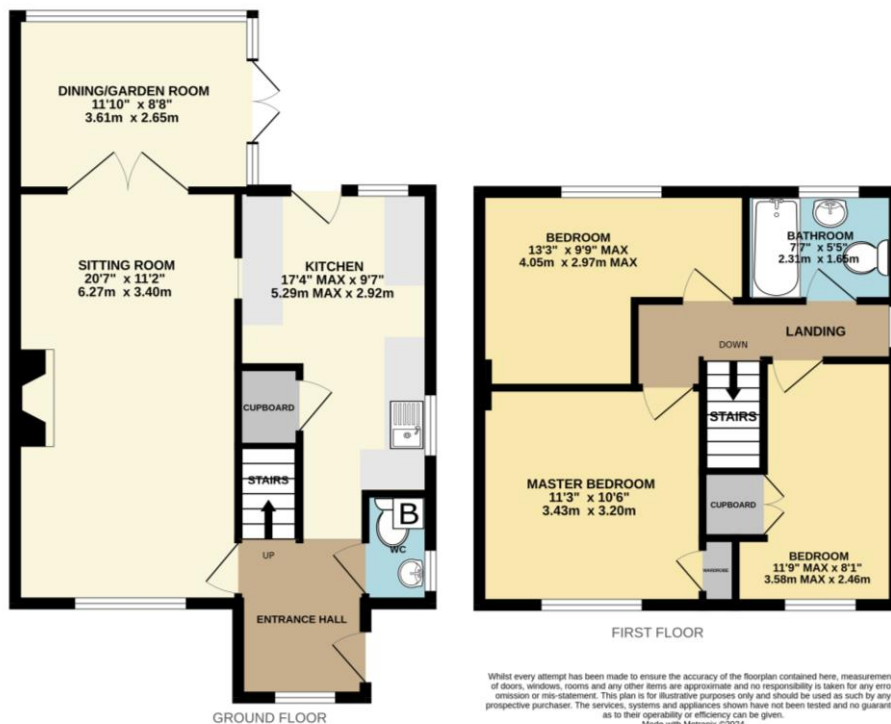 DINING/GARDEN ROOM
11'10" x 8'8"
3.61m x 2.65m
SITTING ROOM
20'7" x 11'2"
6.27m x 3.40m
KITCHEN
17'4" MAX x 9'7"
5.29m MAX x 2.92m
CUPBOARD
STAIRS
UP
B
WC
ENTRANCE HALL
GROUND FLOOR
BEDROOM
13'3" x 9'9" MAX
4.05m x 2.97m MAX
BATHROOM
7'7" x 5'5"
2.31m x 1.65m
LANDING
DOWN
STAIRS
MASTER BEDROOM
11'3" x 10'6"
3.43m x 3.20m
CUPBOARD
WARDROBE
BEDROOM
11'9" MAX x 8'1"
3.58m MAX x 2.46m
FIRST FLOOR
Whilst every attempt has been made to ensure the accuracy of the floorplan contained here, measuremen
of doors, windows, rooms and any other items are approximate and no responsibility is taken for any erro
omission or mis-statement. This plan is for illustrative purposes only and should be used as such by any
prospective purchaser. The services, systems and appliances shown have not been tested and no guaran
as to their operability or efficiency can be given.
Made with Metropix ©2024